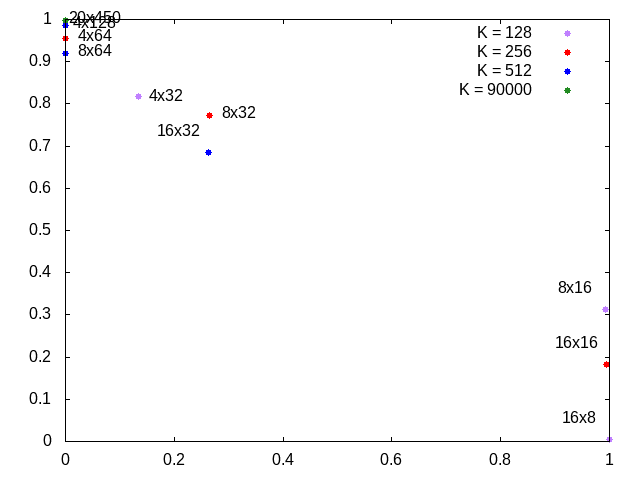 1
20x450
4x128
K = 128
4x64
K = 256
8x64
K = 512
0.9
K = 90000
4x32
0.8
8x32
16x32
0.7
0.6
0.5
0.4
8x16
0.3
16x16
0.2
0.1
16x8
0
0 0.2 0.4 0.6 0.8 1